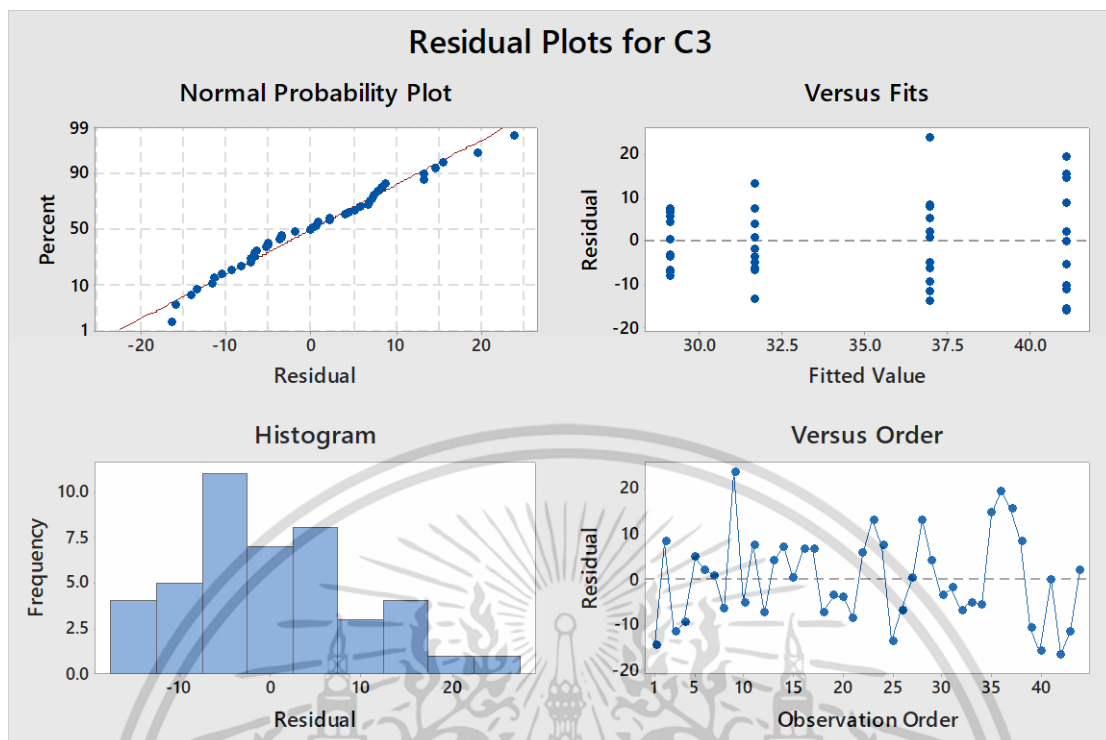 Residual Plots for C3
Normal Probability Plot
Percent
99
90
50
10
1
-20 -10 0 10 20
Residual
Versus Fits
Residual
20
10
0
-10
-20
30.0 32.5 35.0 37.5 40.0
Fitted Value
Histogram
Frequency
10.0
7.5
5.0
2.5
0.0
-10 0 10 20
Residual
Versus Order
Residual
20
10
0
-10
-20
1 5 10 15 20 25 30 35 40
Observation Order